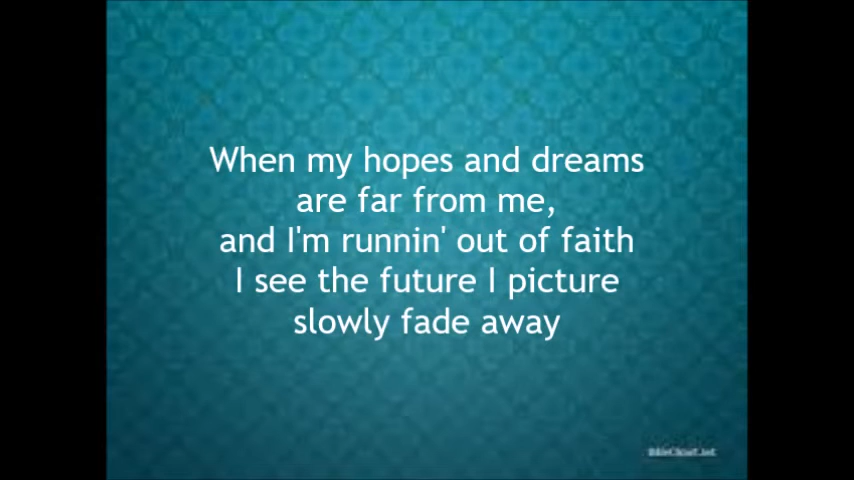 When my hopes and dreams
are far from me,
and I'm runnin' out of faith
I see the future I picture
slowly fade away